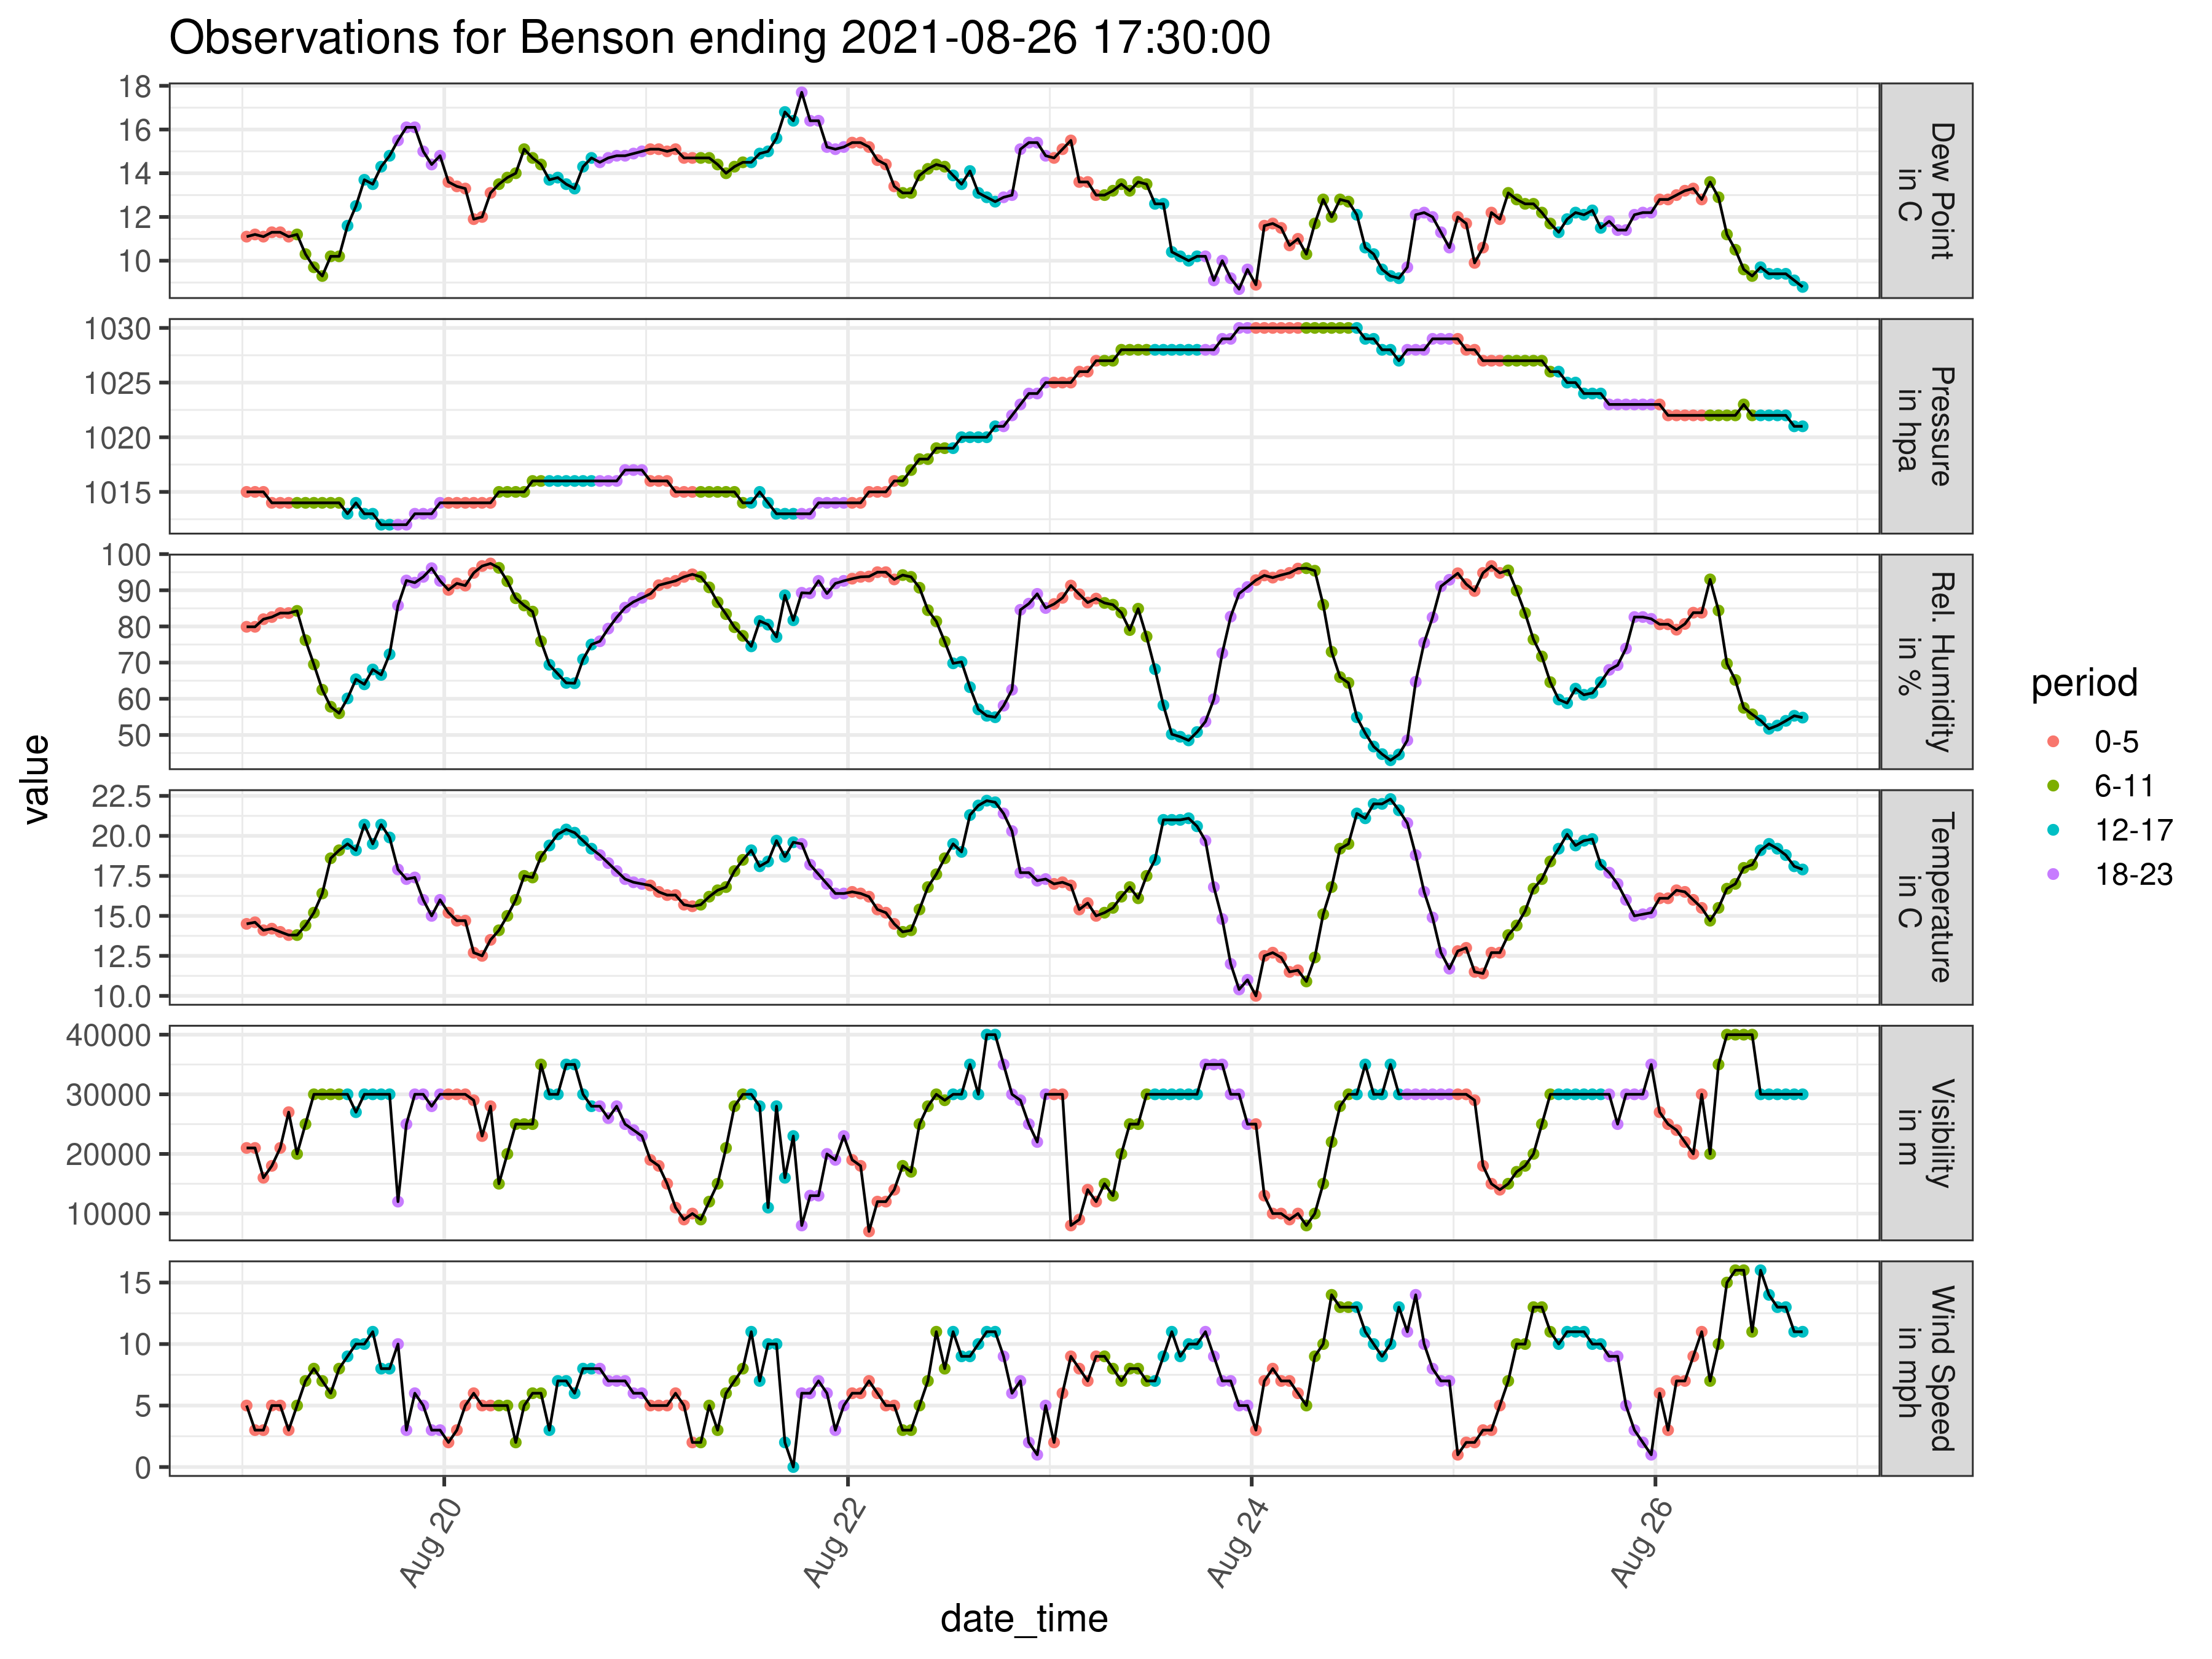 Observations for Benson ending 2021-08-26 17:30:00
18
16
14
12
10
Dew Point
in C
1030
1025
1020
1015
Pressure
in hpa
100
90
80
70
60
50
Rel. Humidity
in %
22.5
20.0
17.5
15.0
12.5
10.0
Temperature
in C
40000
30000
20000
10000
Visibility
in m
15
10
5
0
Wind Speed
in mph
value
Aug 20
Aug 22
Aug 24
Aug 26
date_time
period
0-5
6-11
12-17
18-23